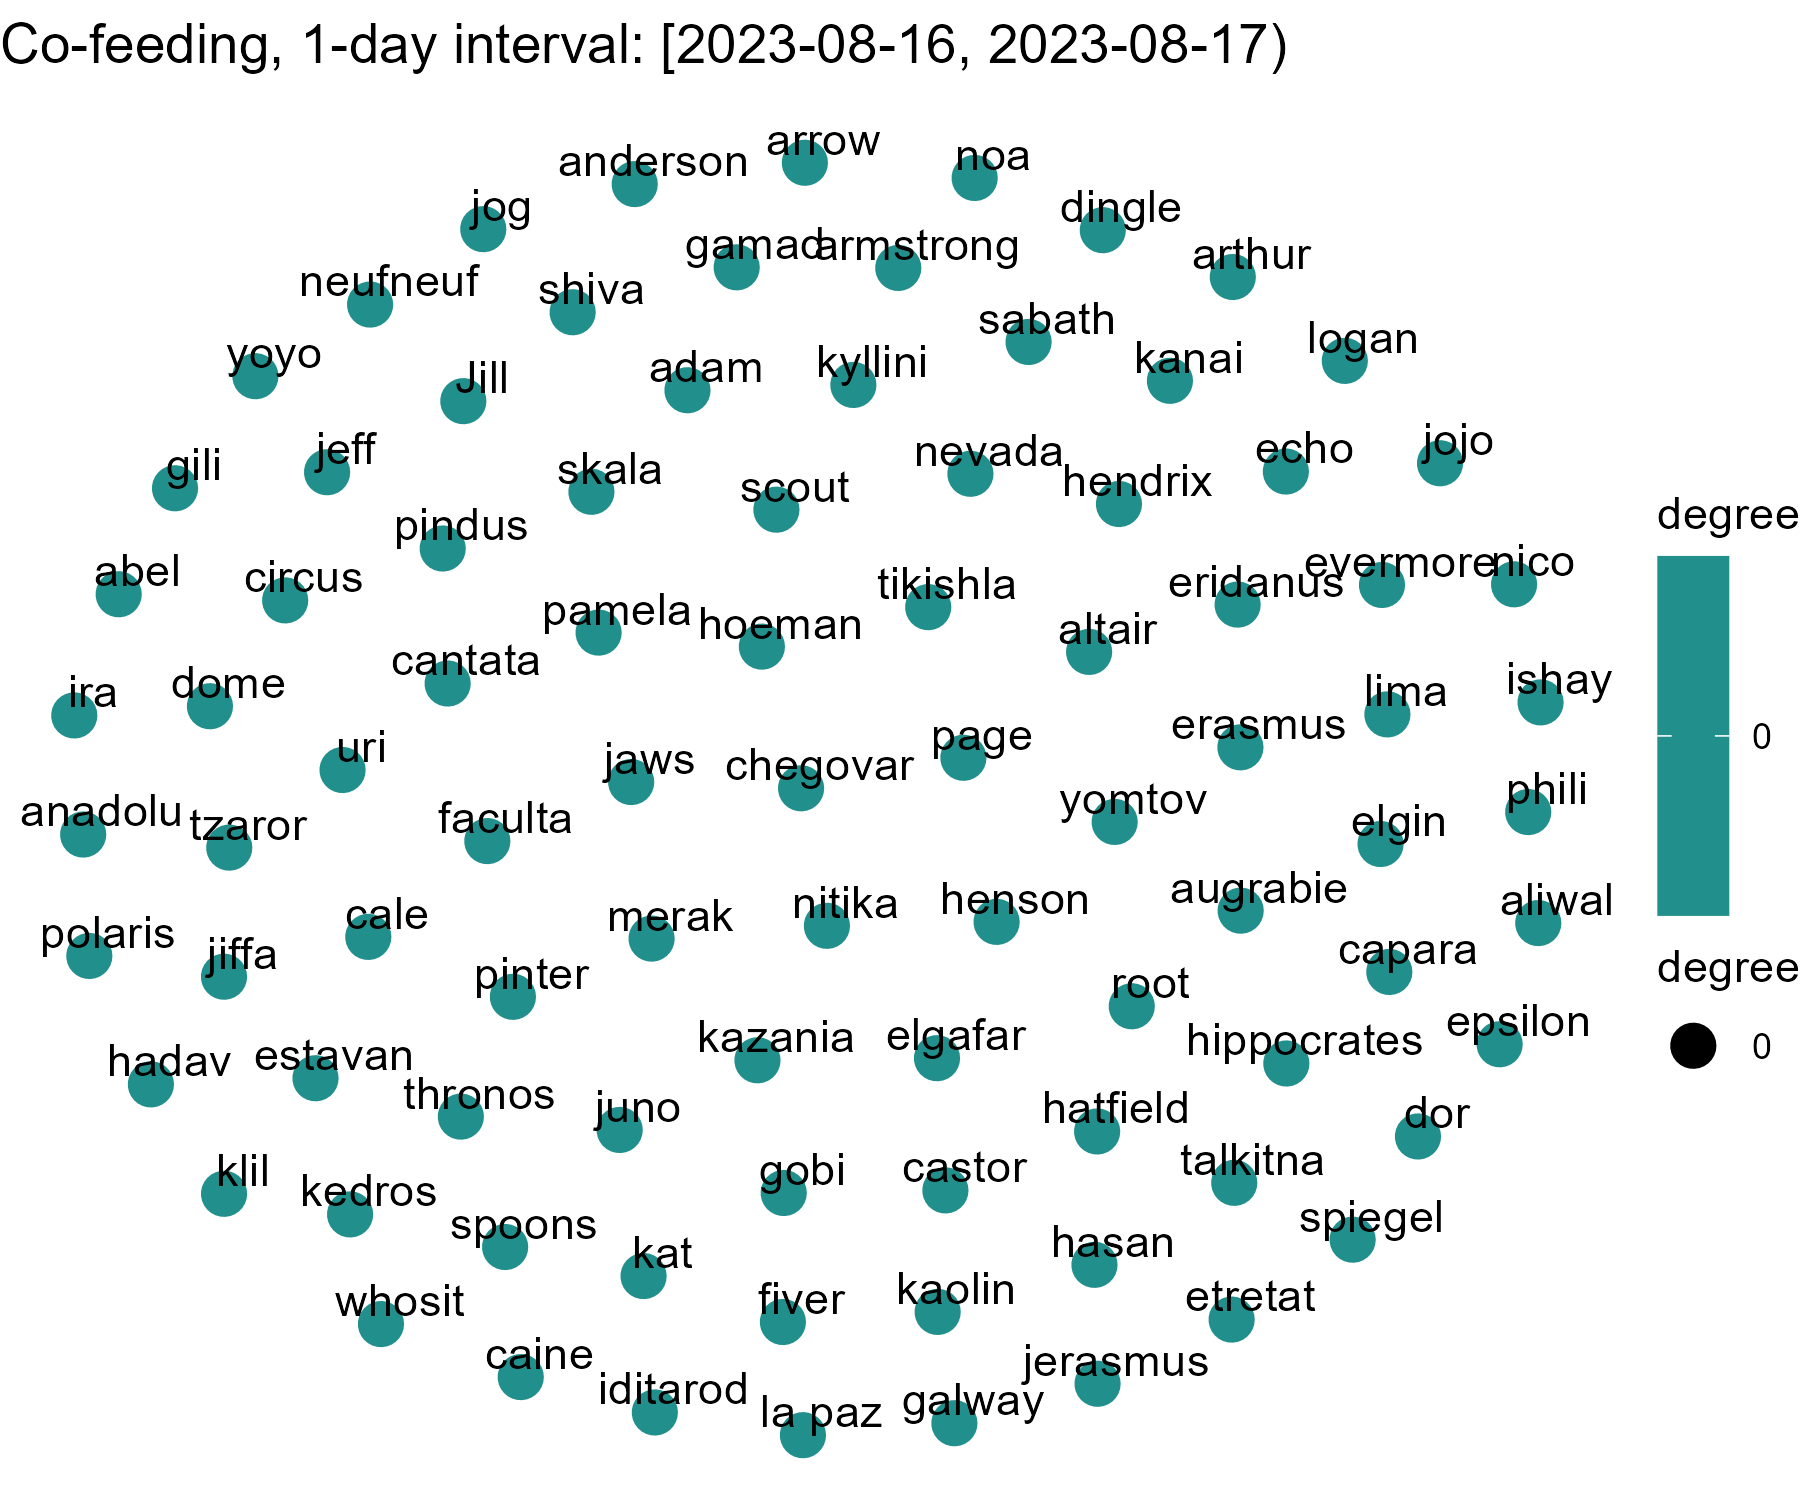 Co-feeding, 1-day interval: [2023-08-16, 2023-08-17)
arrow
anderson
noa
jog
dingle
gamad
armstrong
arthur
neufneuf
shiva
sabath
logan
yoyo
Jill
adam
kyllini
kanai
gili
jeff
skala
scout
nevada
hendrix
echo
jojo
degree
pindus
abel
circus
tikishla
eridanus
evermore
nico
pamela
hoeman
altair
cantata
ira
dome
lima
ishay
uri
jaws
chegovar
page
erasmus
0
anadolu
tzaror
faculta
yomtov
elgin
phili
polaris
jiffa
cale
merak
nitika
henson
augrabie
aliwal
capara
degree
pinter
root
hadav
estavan
kazania
elgafar
hippocrates
epsilon
0
thronos
juno
hatfield
dor
klil
kedros
gobi
castor
talkitna
spoons
kat
hasan
spiegel
whosit
fiver
kaolin
etretat
caine
iditarod
la paz
galway
jerasmus